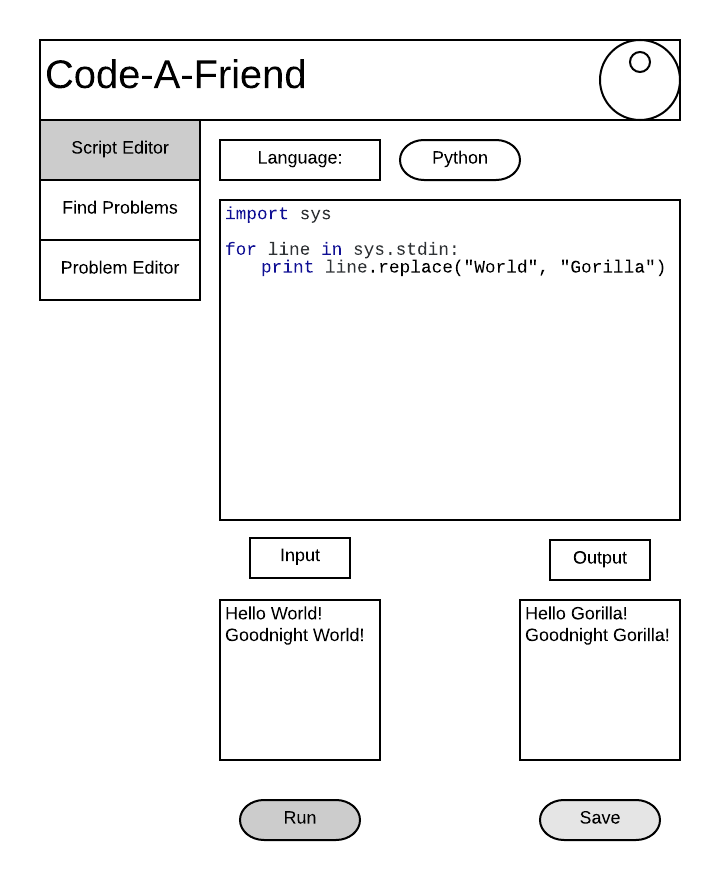 Code-A-Friend
Script Editor
Find Problems
Problem Editor
Language:
Python
import sys
for line in sys.stdin:
print line.replace("World", "Gorilla")
Input
Output
Hello World!
Goodnight World!
Hello Gorilla!
Goodnight Gorilla!
Run
Save